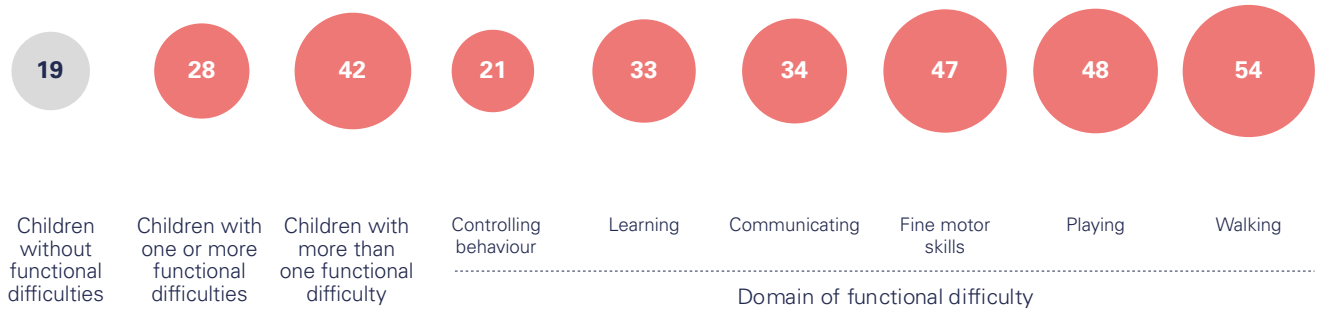 19
28
42
21
33
34
47
48
54
Children
without
functional
difficulties
Children with
one or more
functional
difficulties
Children with
more than
one functional
difficulty
Controlling
behaviour
Learning
Communicating
Fine motor
skills
Playing
Walking
Domain of functional difficulty